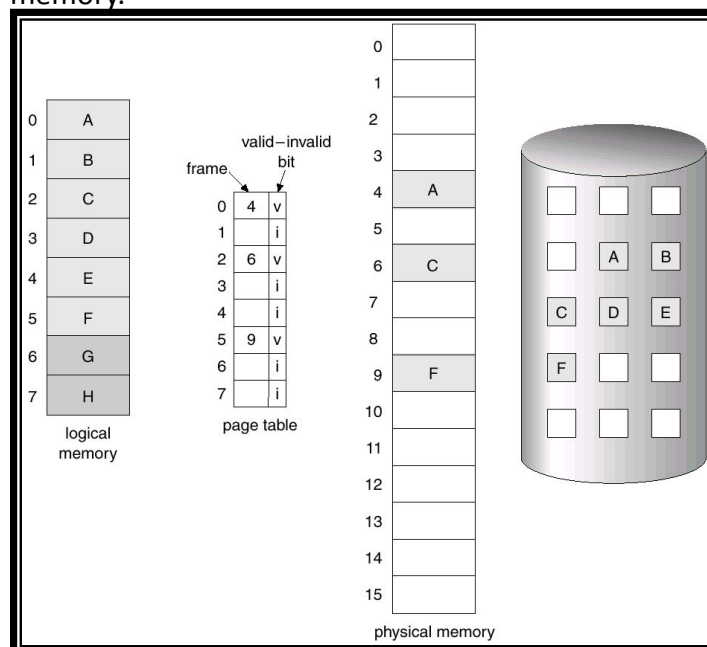 memory.
0 A
1 B
2 C
3 D
4 E
5 F
6 G
7 H
logical
memory
valid–invalid
bit
frame
0 4 v
1 i
2 6 v
3 i
4 i
5 9 v
6 i
7 i
page table
0
1
2
3
4 A
5
6 C
7
8
9 F
10
11
12
13
14
15
physical memory
A B
C D E
F